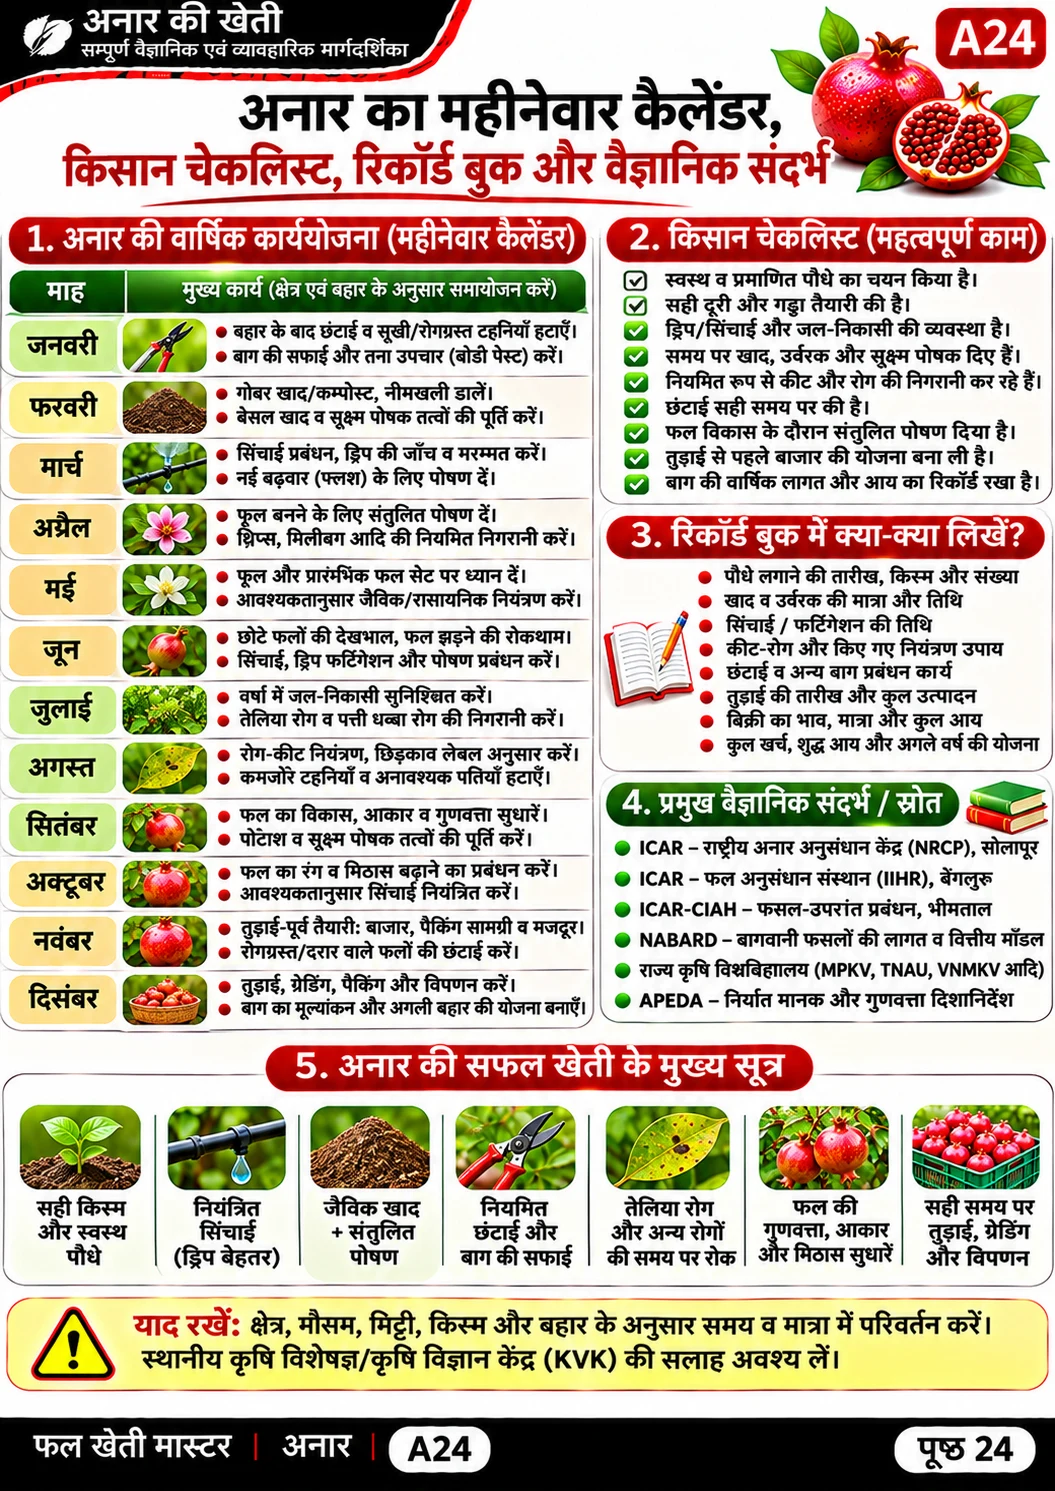 अनार की खेती
सम्पूर्ण वैज्ञानिक एवं व्यावहारिक मार्गदर्शिका
A24
अनार का महीनेवार कैलेंडर,
किसान चेकलिस्ट, रिकॉर्ड बुक और वैज्ञानिक संदर्भ
1. अनार की वार्षिक कार्ययोजना (महीनेवार कैलेंडर)
माह
मुख्य कार्य (क्षेत्र एवं बहार के अनुसार समायोजन करें)
जनवरी
बहार के बाद छंटाई व सूखी/रोगग्रस्त टहनियाँ हटाएँ।
बाग की सफाई और तना उपचार (बोडी पेस्ट) करें।
फरवरी
गोबर खाद/कम्पोस्ट, नीमखली डालें।
बेसल खाद व सूक्ष्म पोषक तत्वों की पूर्ति करें।
मार्च
सिंचाई प्रबंधन, ड्रिप की जाँच व मरम्मत करें।
नई बढ़वार (फ्लश) के लिए पोषण दें।
अप्रैल
फूल बनने के लिए संतुलित पोषण दें।
थ्रिप्स, मिलीबग आदि की नियमित निगरानी करें।
मई
फूल और प्रारंभिक फल सेट पर ध्यान दें।
आवश्यकतानुसार जैविक/रासायनिक नियंत्रण करें।
जून
छोटे फलों की देखभाल, फल झड़ने की रोकथाम।
सिंचाई, ड्रिप फर्टिगेशन और पोषण प्रबंधन करें।
जुलाई
वर्षा में जल-निकासी सुनिश्चित करें।
तेलिया रोग व पत्ती धब्बा रोग की निगरानी करें।
अगस्त
रोग-कीट नियंत्रण, छिड़काव लेबल अनुसार करें।
कमजोरे टहनियाँ व अनावश्यक पतियाँ हटाएँ।
सितंबर
फल का विकास, आकार व गुणवत्ता सुधारें।
पोटाश व सूक्ष्म पोषक तत्वों की पूर्ति करें।
अक्टूबर
फल का रंग व मिठास बढ़ाने का प्रबंधन करें।
आवश्यकतानुसार सिंचाई नियंत्रित करें।
नवंबर
तुड़ाई-पूर्व तैयारी: बाजार, पैकिंग सामग्री व मजदूर।
रोगग्रस्त/दरार वाले फलों की छंटाई करें।
दिसंबर
तुड़ाई, ग्रेडिंग, पैकिंग और विपणन करें।
बाग का मूल्यांकन और अगली बहार की योजना बनाएँ।
2. किसान चेकलिस्ट (महत्वपूर्ण काम)
स्वस्थ व प्रमाणित पौधे का चयन किया है।
सही दूरी और गड्ढा तैयारी की है।
ड्रिप/सिंचाई और जल-निकासी की व्यवस्था है।
समय पर खाद, उर्वरक और सूक्ष्म पोषक दिए हैं।
नियमित रूप से कीट और रोग की निगरानी कर रहे हैं।
छंटाई सही समय पर की है।
फल विकास के दौरान संतुलित पोषण दिया है।
तुड़ाई से पहले बाजार की योजना बना ली है।
बाग की वार्षिक लागत और आय का रिकॉर्ड रखा है।
3. रिकॉर्ड बुक में क्या-क्या लिखें?
पौधे लगाने की तारीख, किस्म और संख्या
खाद व उर्वरक की मात्रा और तिथि
सिंचाई / फर्टिगेशन की तिथि
कीट-रोग और किए गए नियंत्रण उपाय
छंटाई व अन्य बाग प्रबंधन कार्य
तुड़ाई की तारीख और कुल उत्पादन
बिक्री का भाव, मात्रा और कुल आय
कुल खर्च, शुद्ध आय और अगले वर्ष की योजना
4. प्रमुख वैज्ञानिक संदर्भ / स्रोत
ICAR – राष्ट्रीय अनार अनुसंधान केंद्र (NRCP), सोलापूर
ICAR – फल अनुसंधान संस्थान (IIHR), बेंगलुरु
ICAR-CIAH – फसल-उपरांत प्रबंधन, भीमताल
NABARD – बागवानी फसलों की लागत व वित्तीय मॉडल
राज्य कृषि (MPKV, TNAU, VNMKV आदि)
APEDA – निर्यात मानक और गुणवत्ता दिशानिर्देश
5. अनार की सफल खेती के मुख्य सूत्र
सही किस्म
और स्वस्थ
पौधे
नियंत्रित
सिंचाई
(ड्रिप बेहतर)
जैविक खाद
+ संतुलित
पोषण
नियमित
छंटाई और
बाग की सफाई
तेलिया रोग
और अन्य रोगों
की समय पर रोक
फल की
गुणवत्ता, आकार
और मिठास सुधारें
सही समय पर
तुड़ाई, ग्रेडिंग
और विपणन
याद रखें: क्षेत्र, मौसम, मिट्टी, किस्म और बहार के अनुसार समय व मात्रा में परिवर्तन करें।
स्थानीय कृषि विशेषज्ञ/कृषि विज्ञान केंद्र (KVK) की सलाह अवश्य लें।
फल खेती मास्टर | अनार | A24
पृष्ठ 24